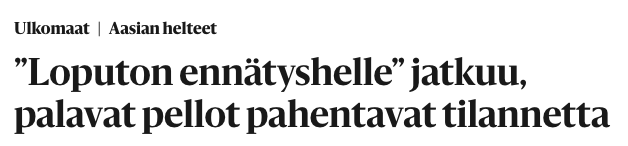 Ulkomaat | Aasian helteet
”Loputon ennätyshelle” jatkuu,
palavat pellot pahentavat tilannetta